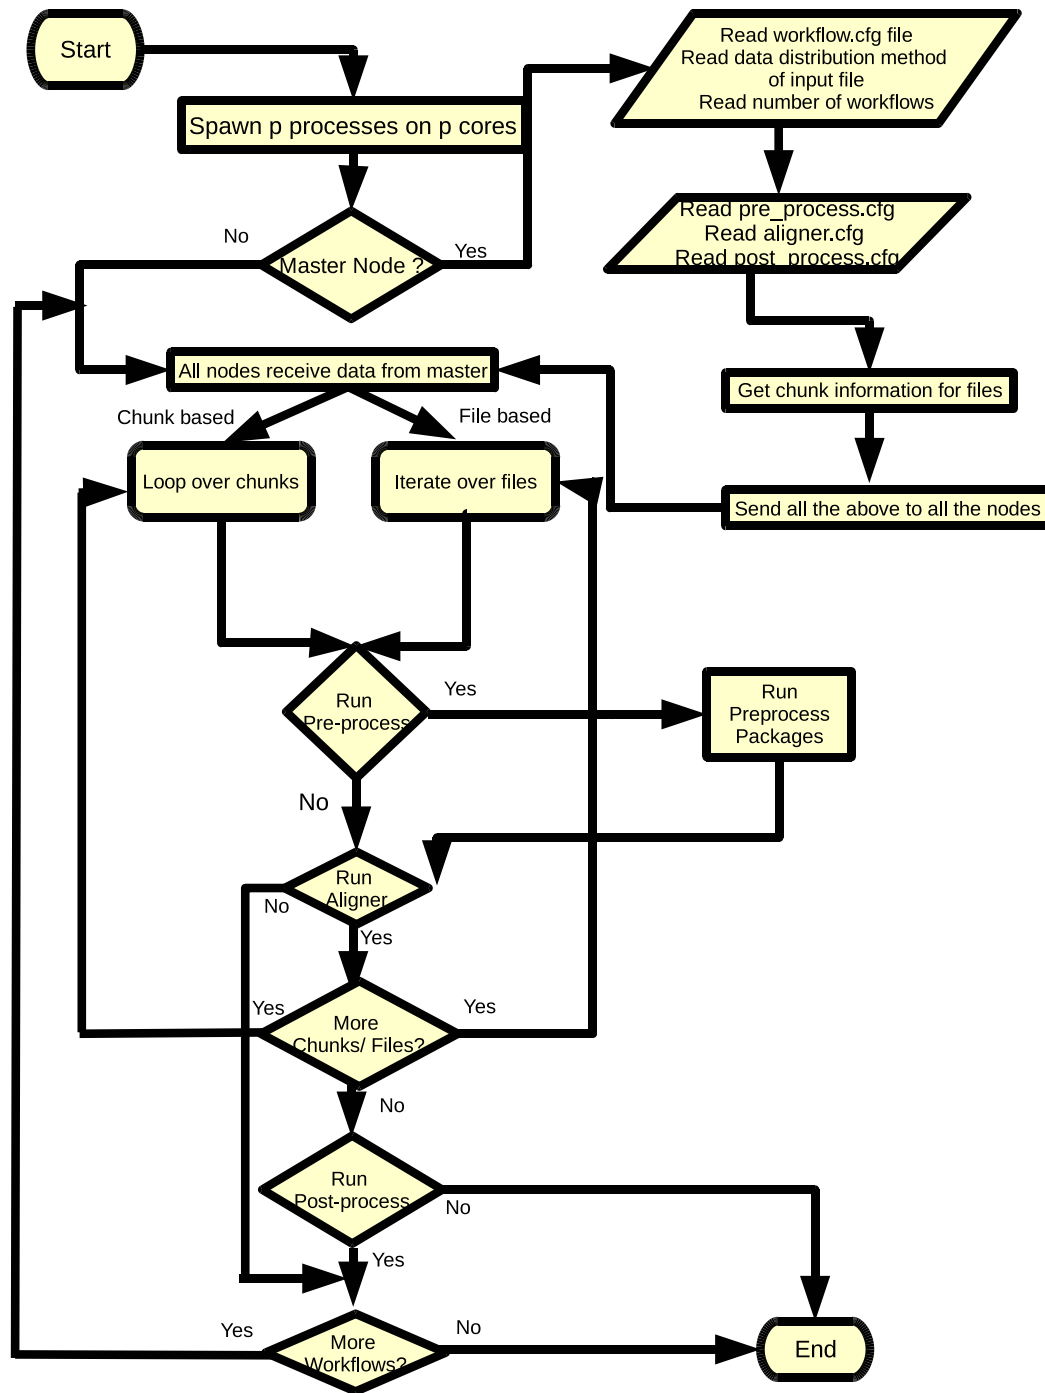 Start
Read workflow.cfg file
Read data distribution method
of input file
Read number of workflows
Spawn p processes on p cores
Read pre_process.cfg
Read aligner.cfg
Read post_process.cfg
No
Yes
Master Node ?
All nodes receive data from master
Get chunk information for files
Chunk based
File based
Loop over chunks
Iterate over files
Send all the above to all the nodes
Run
Pre-process
Yes
Run
Preprocess
Packages
No
Run
Aligner
No
Yes
Yes
More
Chunks/ Files?
Yes
No
Run
Post-process
No
Yes
Yes
More
Workflows?
No
End